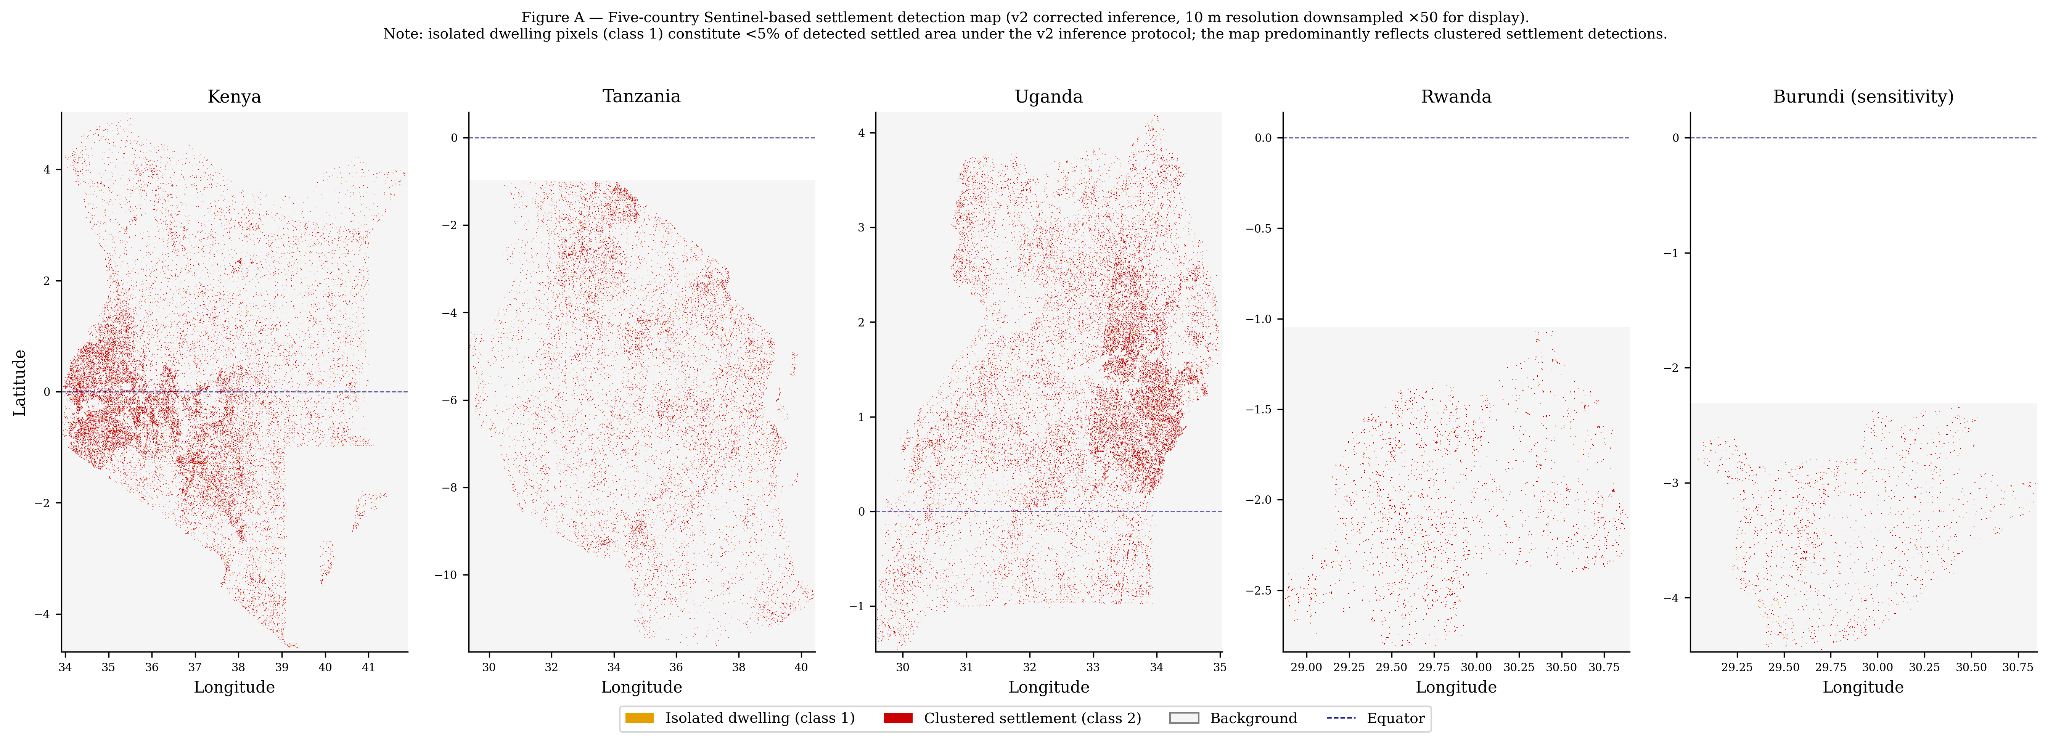 Figure A — Five-country Sentinel-based settlement detection map (v2 corrected inference, 10 m resolution downsampled ×50 for display).
Note: isolated dwelling pixels (class 1) constitute <5% of detected settled area under the v2 inference protocol; the map predominantly reflects clustered settlement detections.
Kenya
Latitude
4
2
0
−2
−4
34 35 36 37 38 39 40 41
Longitude
Tanzania
0
−2
−4
−6
−8
−10
30 32 34 36 38 40
Longitude
Uganda
4
3
2
1
0
−1
30 31 32 33 34 35
Longitude
Rwanda
0.0
−0.5
−1.0
−1.5
−2.0
−2.5
29.00 29.25 29.50 29.75 30.00 30.25 30.50 30.75
Longitude
Burundi (sensitivity)
0
−1
−2
−3
−4
29.25 29.50 29.75 30.00 30.25 30.50 30.75
Longitude
Isolated dwelling (class 1) Clustered settlement (class 2) Background Equator